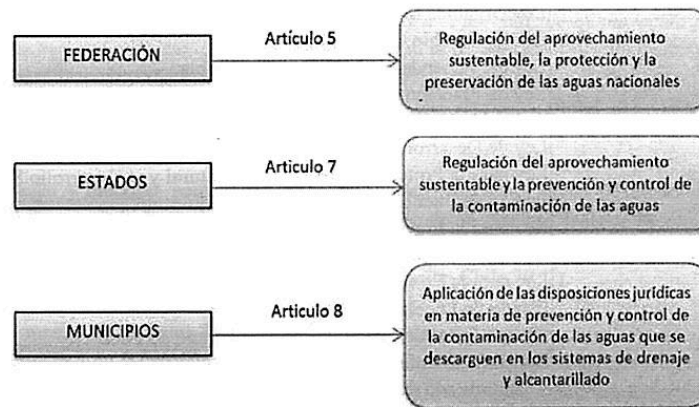 FEDERACIÓN
Artículo 5
Regulación del aprovechamiento
sustentable, la protección y la
preservación de las aguas nacionales
ESTADOS
Articulo 7
Regulación del aprovechamiento
sustentable y la prevención y control de
la contaminación de las aguas
MUNICIPIOS
Articulo 8
Aplicación de las disposiciones jurídicas
en materia de prevención y control de
la contaminación de las aguas que se
descarguen en los sistemas de drenaje
y alcantarillado